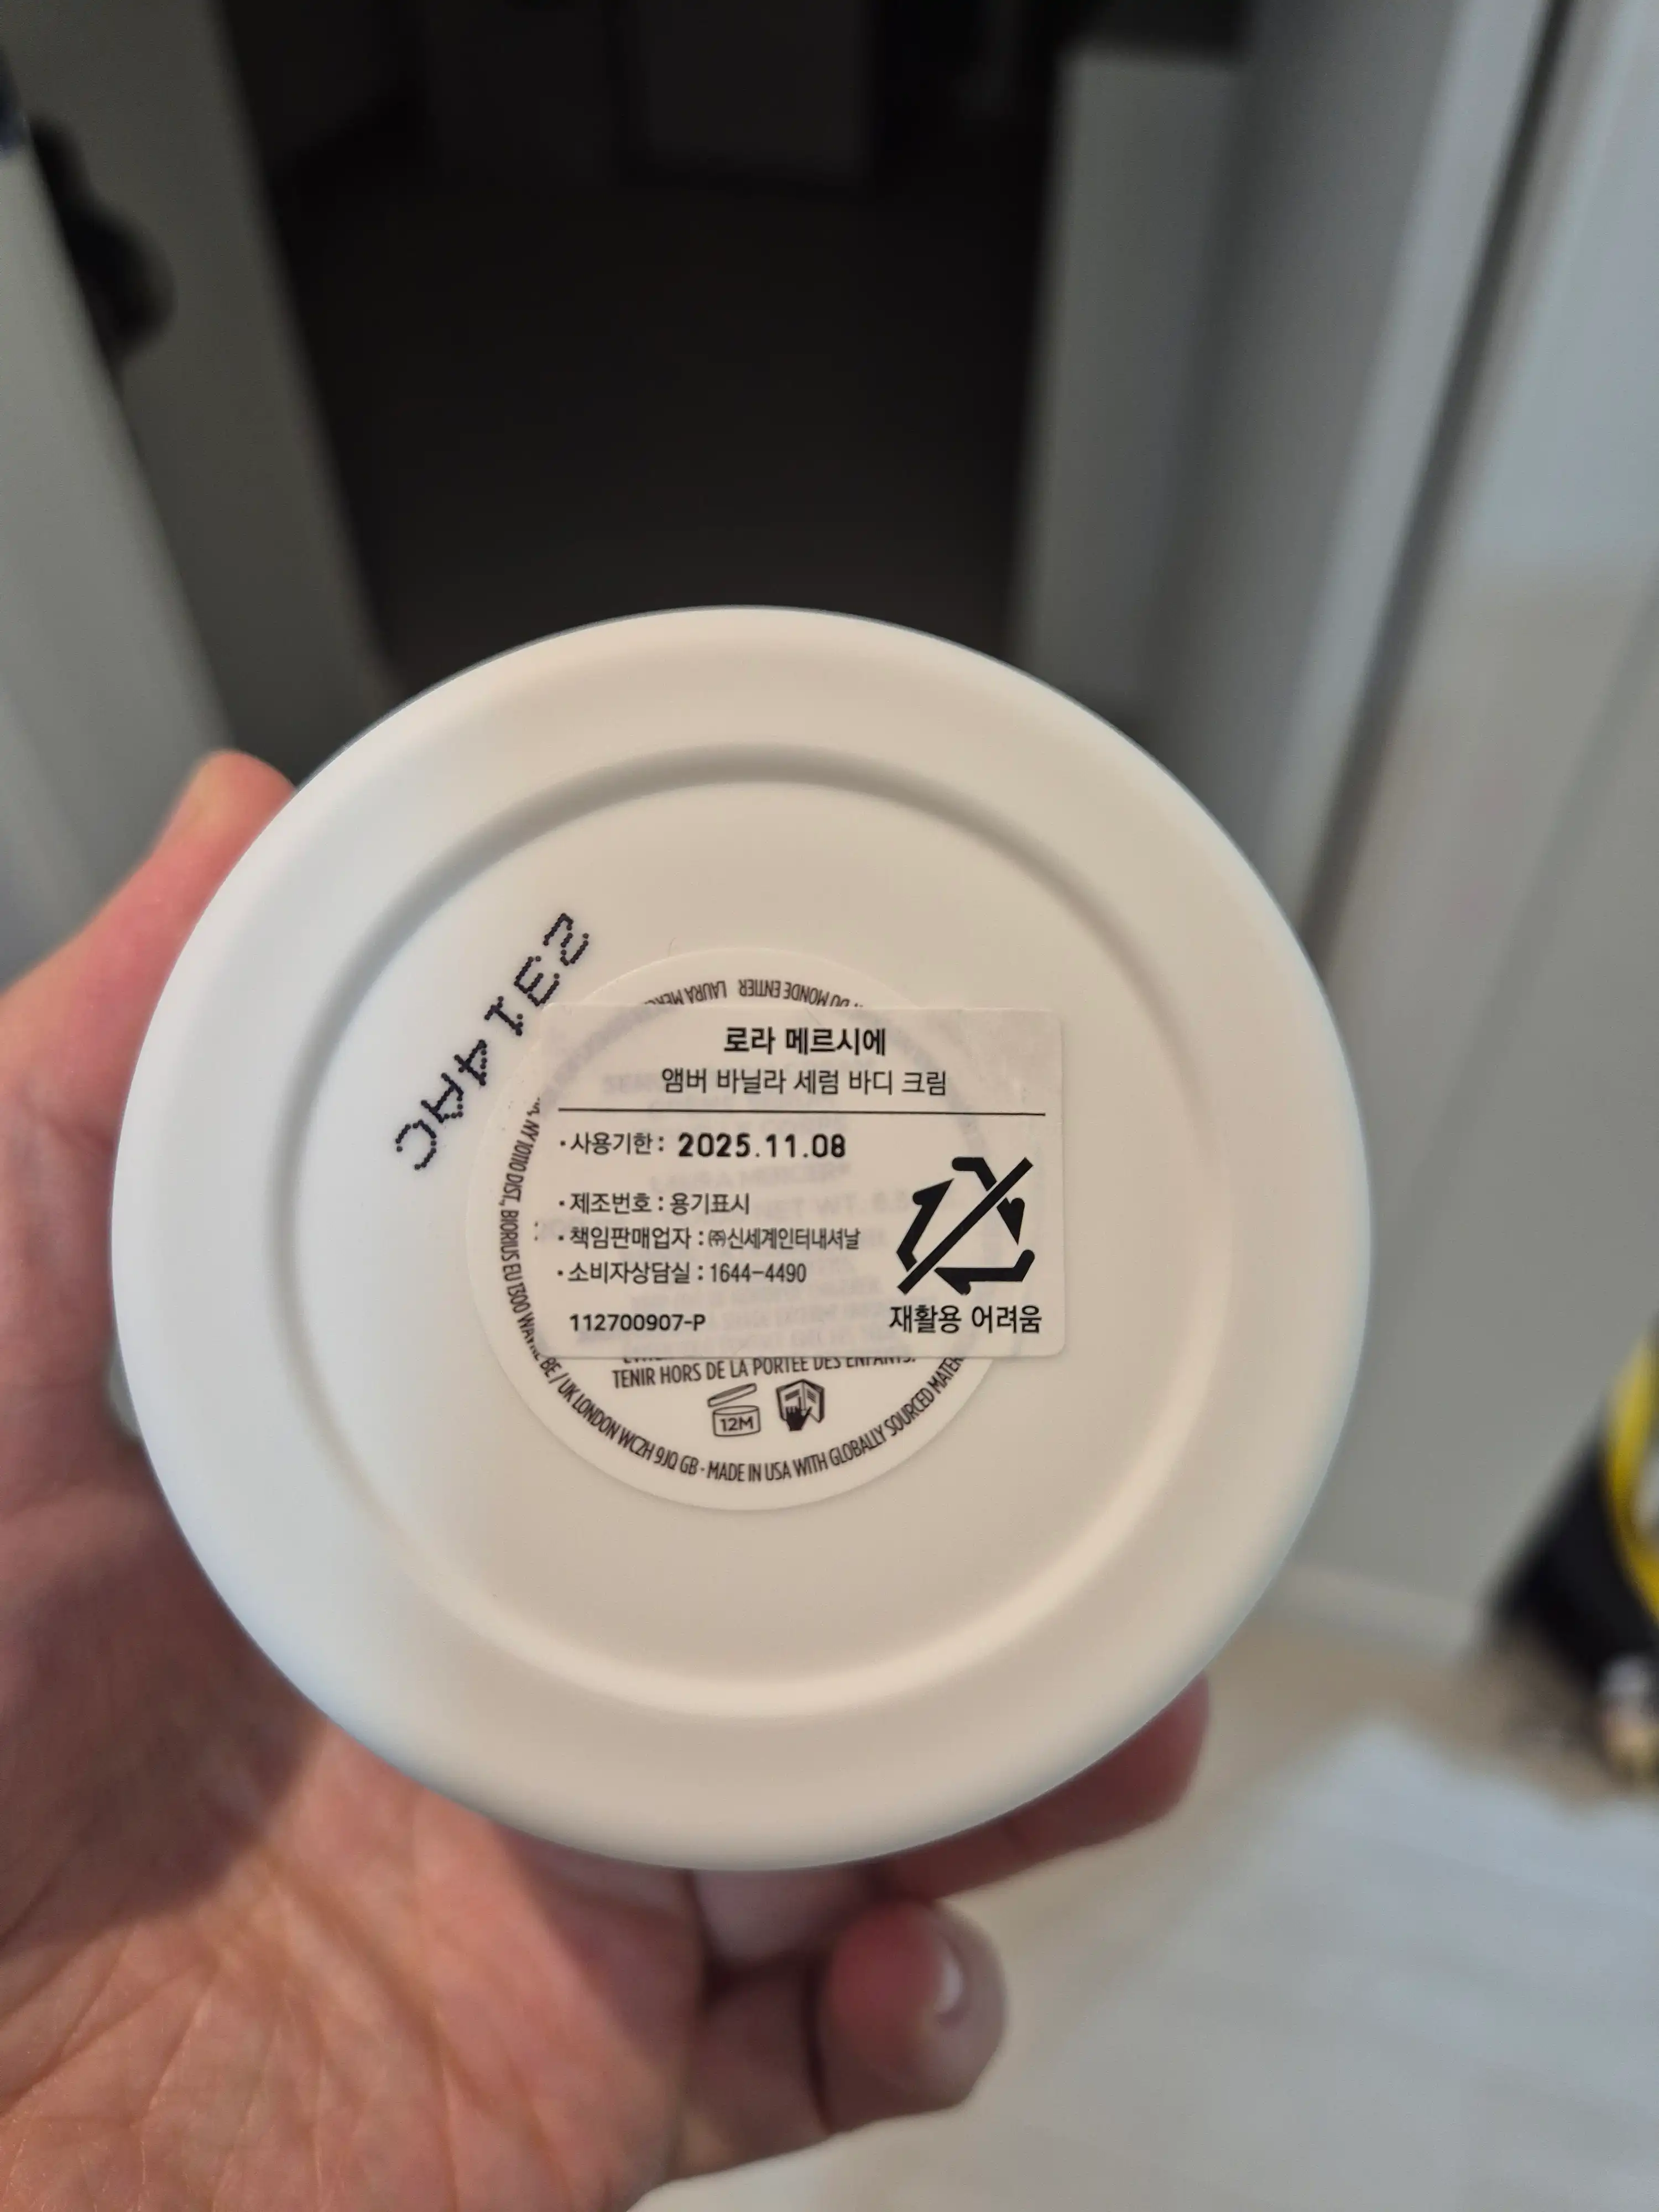 S314AAC
로라 메르시에
앰버 바닐라 세럼 바디 크림
·사용기한: 2025.11.08
·제조번호 : 용기표시
·책임판매업자 : ㈜신세계인터내셔날
·소비자상담실 : 1644-4490
112700907-P
재활용 어려움
TENIR HORS DE LA PORTÉE DES ENFANTS.
12M
DU MONDE ENTIER LAURA
NY 10110 DIST., BIORIUS EU 1300 BE / UK LONDON WC2H 9JQ GB - MADE IN USA WITH GLOBALLY SOURCED